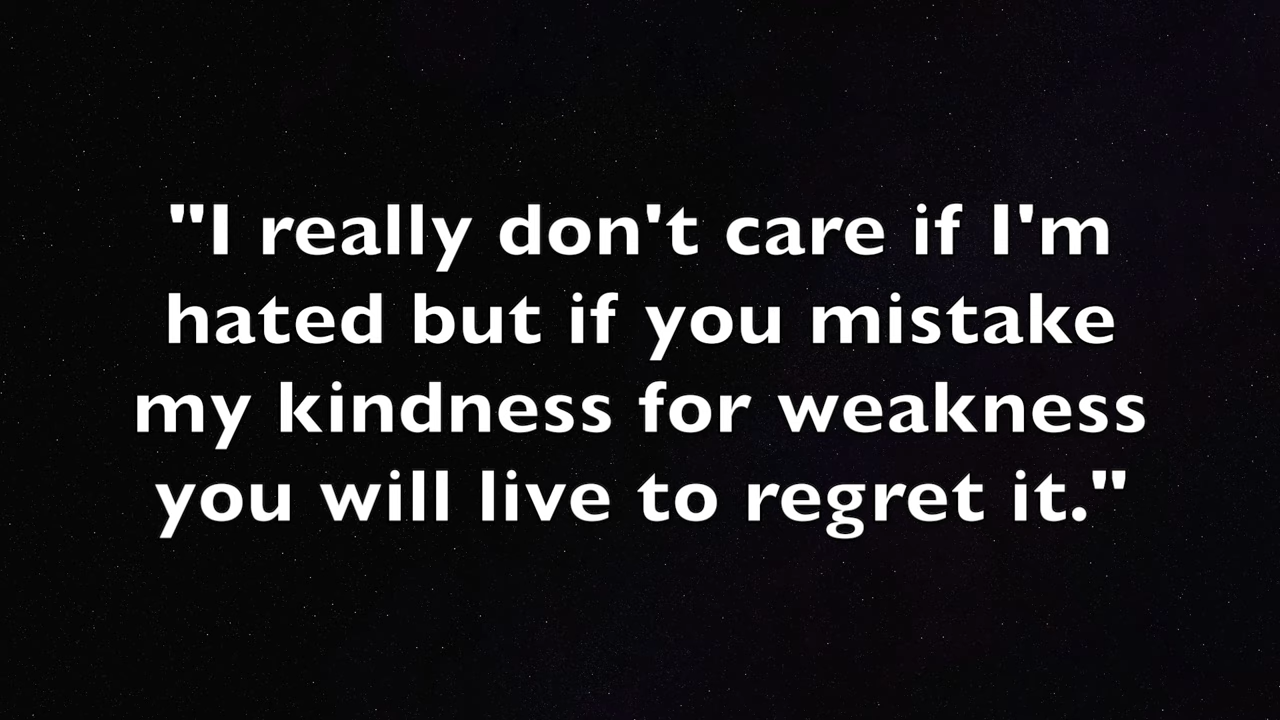 "I really don't care if I'm
hated but if you mistake
my kindness for weakness
you will live to regret it."